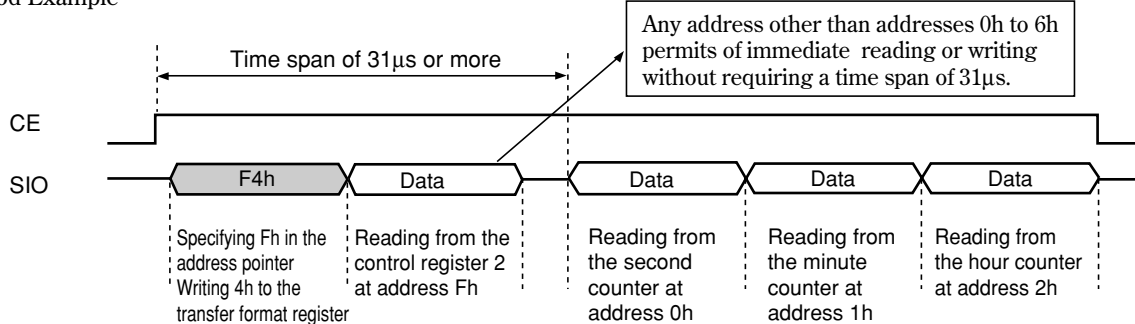 Any address other than addresses 0h to 6h
permits of immediate reading or writing
without requiring a time span of 31µs.
Time span of 31µs or more
CE
SIO
F4h
Data
Data
Data
Data
Specifying Fh in the
address pointer
Writing 4h to the
transfer format register
Reading from the
control register 2
at address Fh
Reading from
the second
counter at
address 0h
Reading from
the minute
counter at
address 1h
Reading from
the hour counter
at address 2h